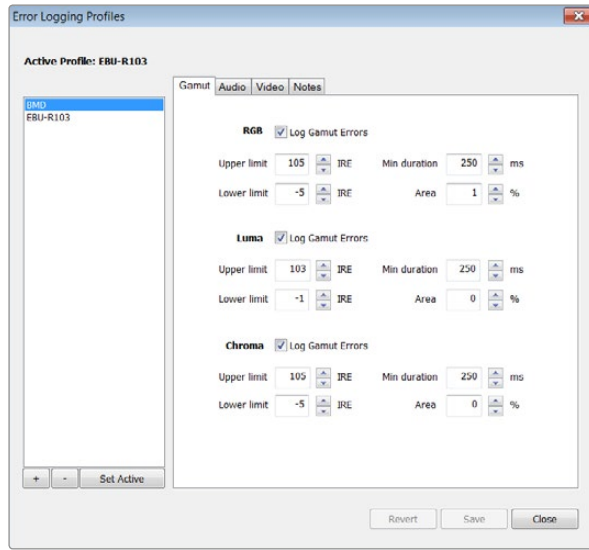 Error Logging Profiles
Active Profile: EBU-R103
BMD
EBU-R103
Gamut Audio Video Notes
RGB Log Gamut Errors
Upper limit 105 IRE Min duration 250 ms
Lower limit -5 IRE Area 1 %
Luma Log Gamut Errors
Upper limit 103 IRE Min duration 250 ms
Lower limit -1 IRE Area 0 %
Chroma Log Gamut Errors
Upper limit 105 IRE Min duration 250 ms
Lower limit -5 IRE Area 0 %
+ - Set Active
Revert Save Close